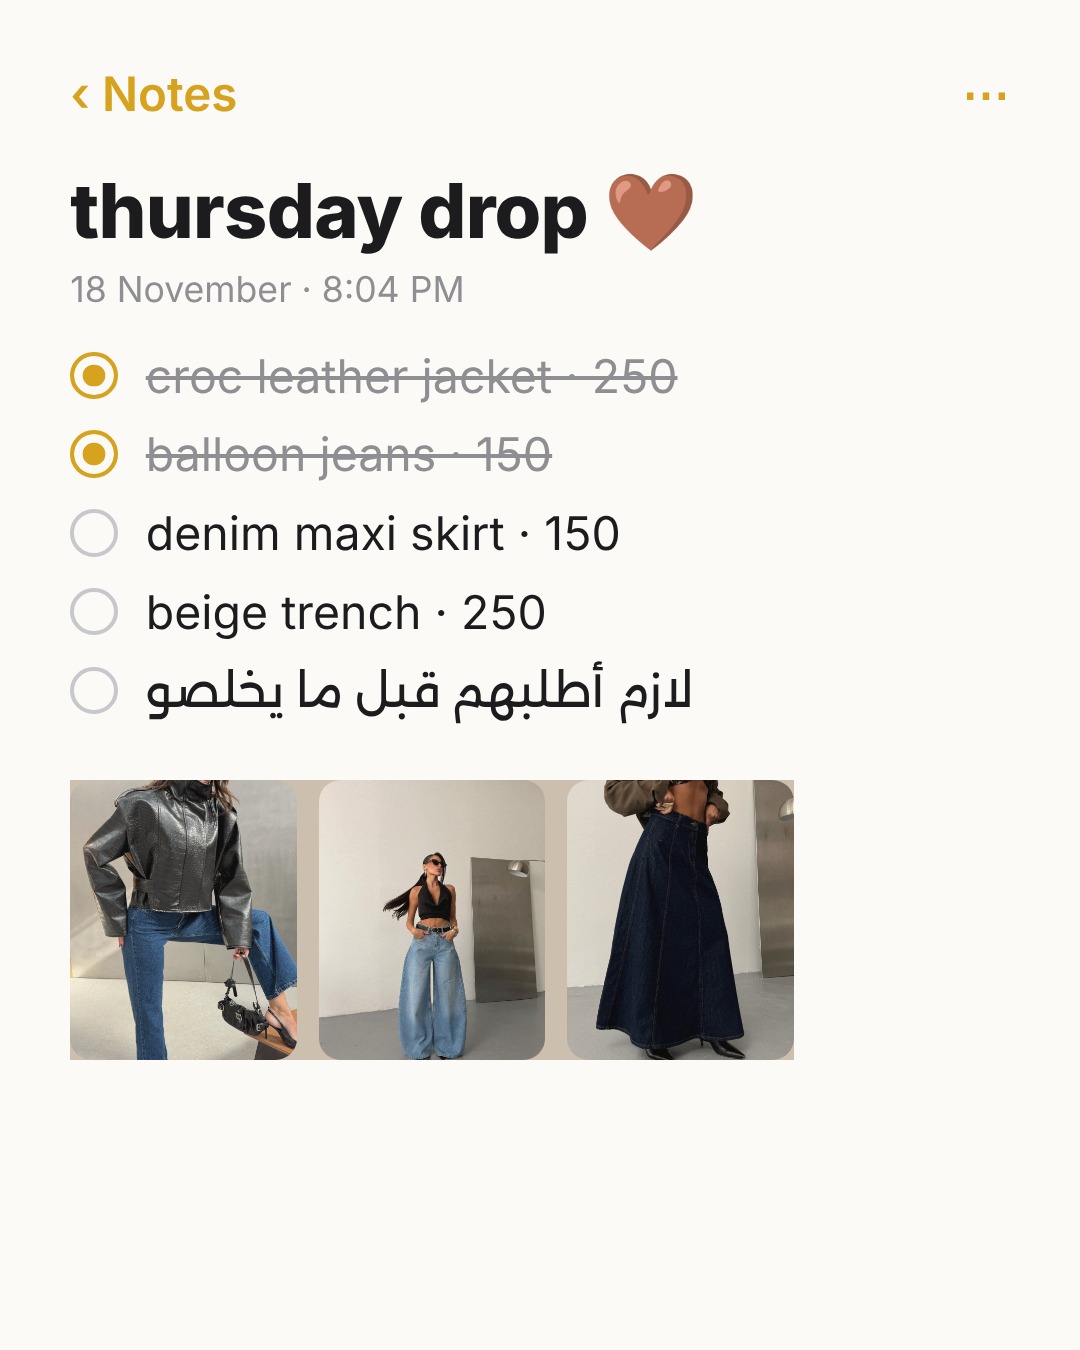 ‹ Notes
...
thursday drop 🤎
18 November · 8:04 PM
croc leather jacket · 250
balloon jeans · 150
denim maxi skirt · 150
beige trench · 250
لازم أطلبهم قبل ما يخلصو